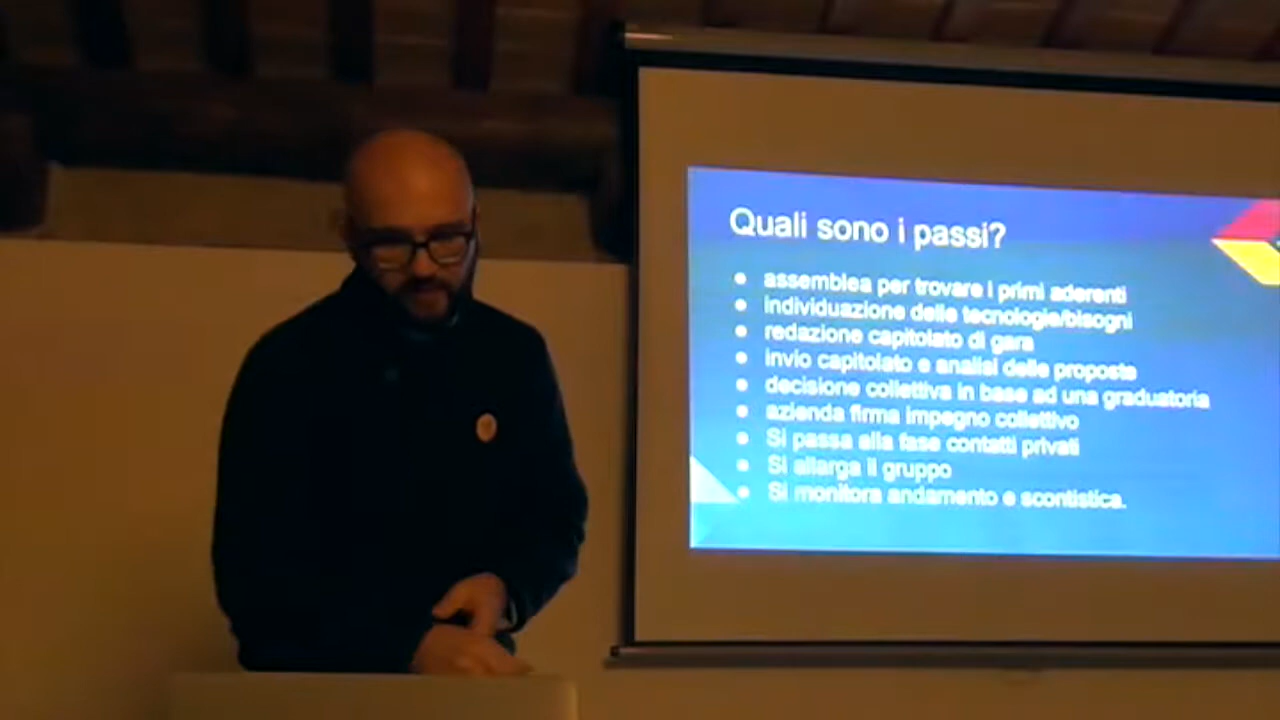 Quali sono i passi?
assemblea per trovare i primi aderenti
individuazione delle tecnologie/bisogni
redazione capitolato di gara
invio capitolato e analisi delle proposte
decisione collettiva in base ad una graduatoria
azienda firma impegno collettivo
Si passa alla fase contatti privati
Si allarga il gruppo
Si monitora andamento e scontistica.